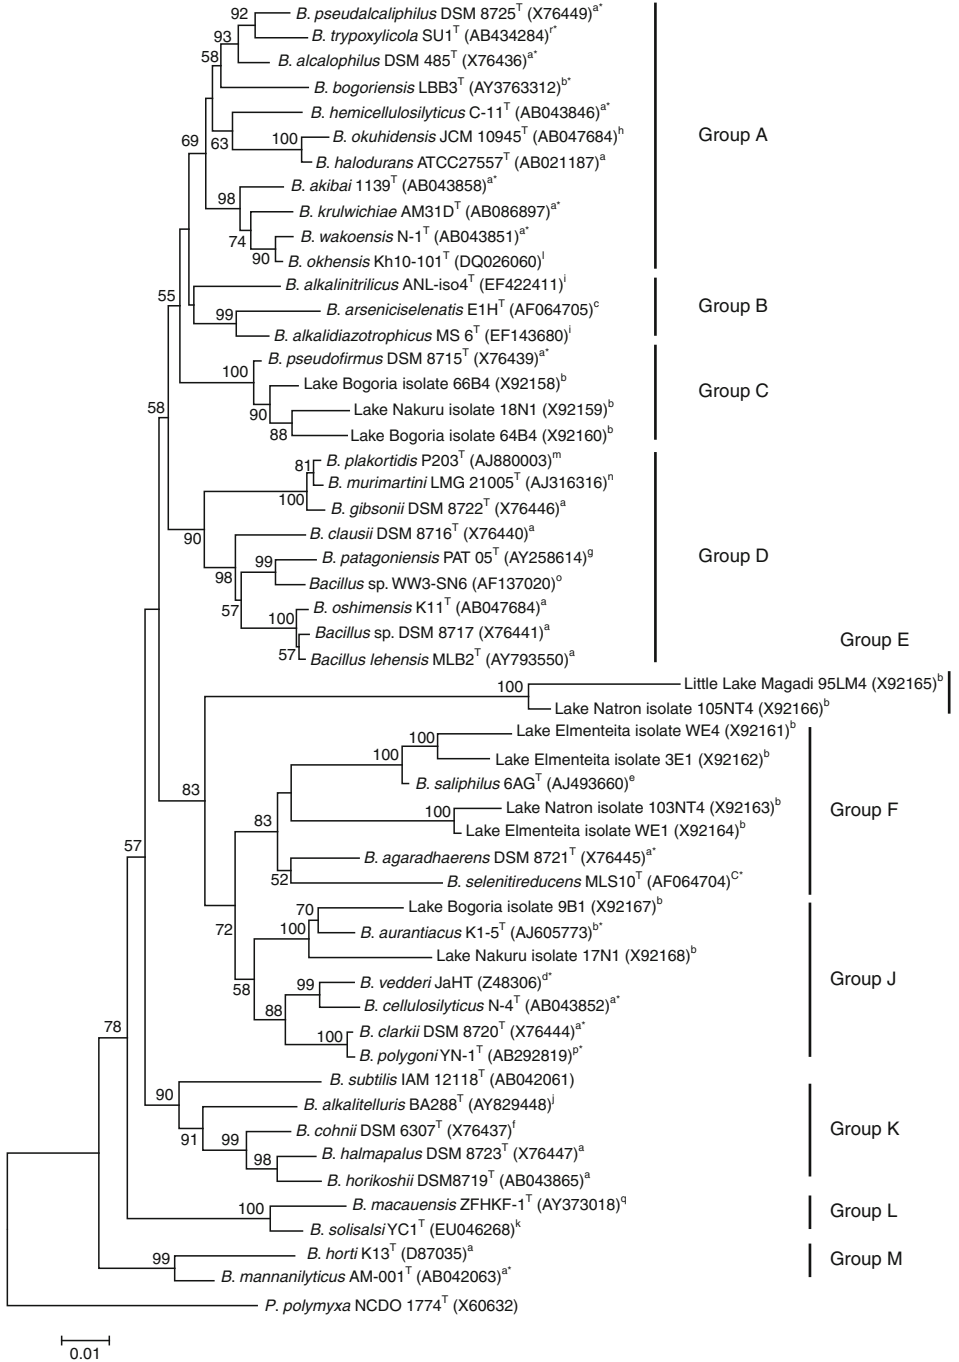 92
B. pseudalcaliphilus DSM 8725T (X76449)a*
93
B. trypoxylicola SU1T (AB434284)r*
58
B. alcalophilus DSM 485T (X76436)a*
B. bogoriensis LBB3T (AY3763312)b*
B. hemicellulosilyticus C-11T (AB043846)a*
69
63
100
B. okuhidensis JCM 10945T (AB047684)h
Group A
B. halodurans ATCC27557T (AB021187)a
98
B. akibai 1139T (AB043858)a*
B. krulwichiae AM31DT (AB086897)a*
74
B. wakoensis N-1T (AB043851)a*
90
B. okhensis Kh10-101T (DQ026060)l
B. alkalinitrilicus ANL-iso4T (EF422411)i
55
99
B. arseniciselenatis E1HT (AF064705)c
Group B
B. alkalidiazotrophicus MS 6T (EF143680)i
100
B. pseudofirmus DSM 8715T (X76439)a*
Lake Bogoria isolate 66B4 (X92158)b
Group C
58
90
Lake Nakuru isolate 18N1 (X92159)b
88
Lake Bogoria isolate 64B4 (X92160)b
81
B. plakortidis P203T (AJ880003)m
B. murimartini LMG 21005T (AJ316316)n
100
B. gibsonii DSM 8722T (X76446)a
90
B. clausii DSM 8716T (X76440)a
99
B. patagoniensis PAT 05T (AY258614)g
Group D
98
Bacillus sp. WW3-SN6 (AF137020)o
57
B. oshimensis K11T (AB047684)a
100
Bacillus sp. DSM 8717 (X76441)a
Group E
57
Bacillus lehensis MLB2T (AY793550)a
100
Little Lake Magadi 95LM4 (X92165)b
Lake Natron isolate 105NT4 (X92166)b
100
Lake Elmenteita isolate WE4 (X92161)b
100
Lake Elmenteita isolate 3E1 (X92162)b
B. saliphilus 6AGT (AJ493660)e
83
100
Lake Natron isolate 103NT4 (X92163)b
Group F
83
Lake Elmenteita isolate WE1 (X92164)b
57
B. agaradhaerens DSM 8721T (X76445)a*
52
B. selenitireducens MLS10T (AF064704)C*
70
Lake Bogoria isolate 9B1 (X92167)b
72
100
B. aurantiacus K1-5T (AJ605773)b*
Lake Nakuru isolate 17N1 (X92168)b
58
99
B. vedderi JaHT (Z48306)d*
Group J
88
B. cellulosilyticus N-4T (AB043852)a*
78
100
B. clarkii DSM 8720T (X76444)a*
B. polygoni YN-1T (AB292819)p*
90
B. subtilis IAM 12118T (AB042061)
B. alkalitelluris BA288T (AY829448)j
91
99
B. cohnii DSM 6307T (X76437)f
Group K
98
B. halmapalus DSM 8723T (X76447)a
B. horikoshii DSM8719T (AB043865)a
100
B. macauensis ZFHKF-1T (AY373018)q
Group L
B. solisalsi YC1T (EU046268)k
99
B. horti K13T (D87035)a
Group M
B. mannanilyticus AM-001T (AB042063)a*
P. polymyxa NCDO 1774T (X60632)
0.01